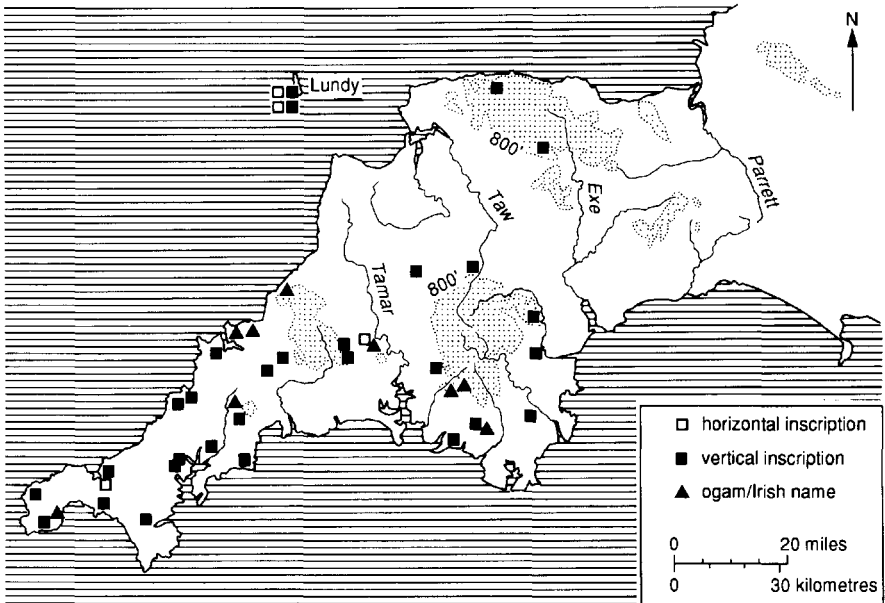 N
Lundy
800'
Parrett
Exe
Taw
800'
Tamar
horizontal inscription
vertical inscription
ogam/Irish name
0 20 miles
0 30 kilometres